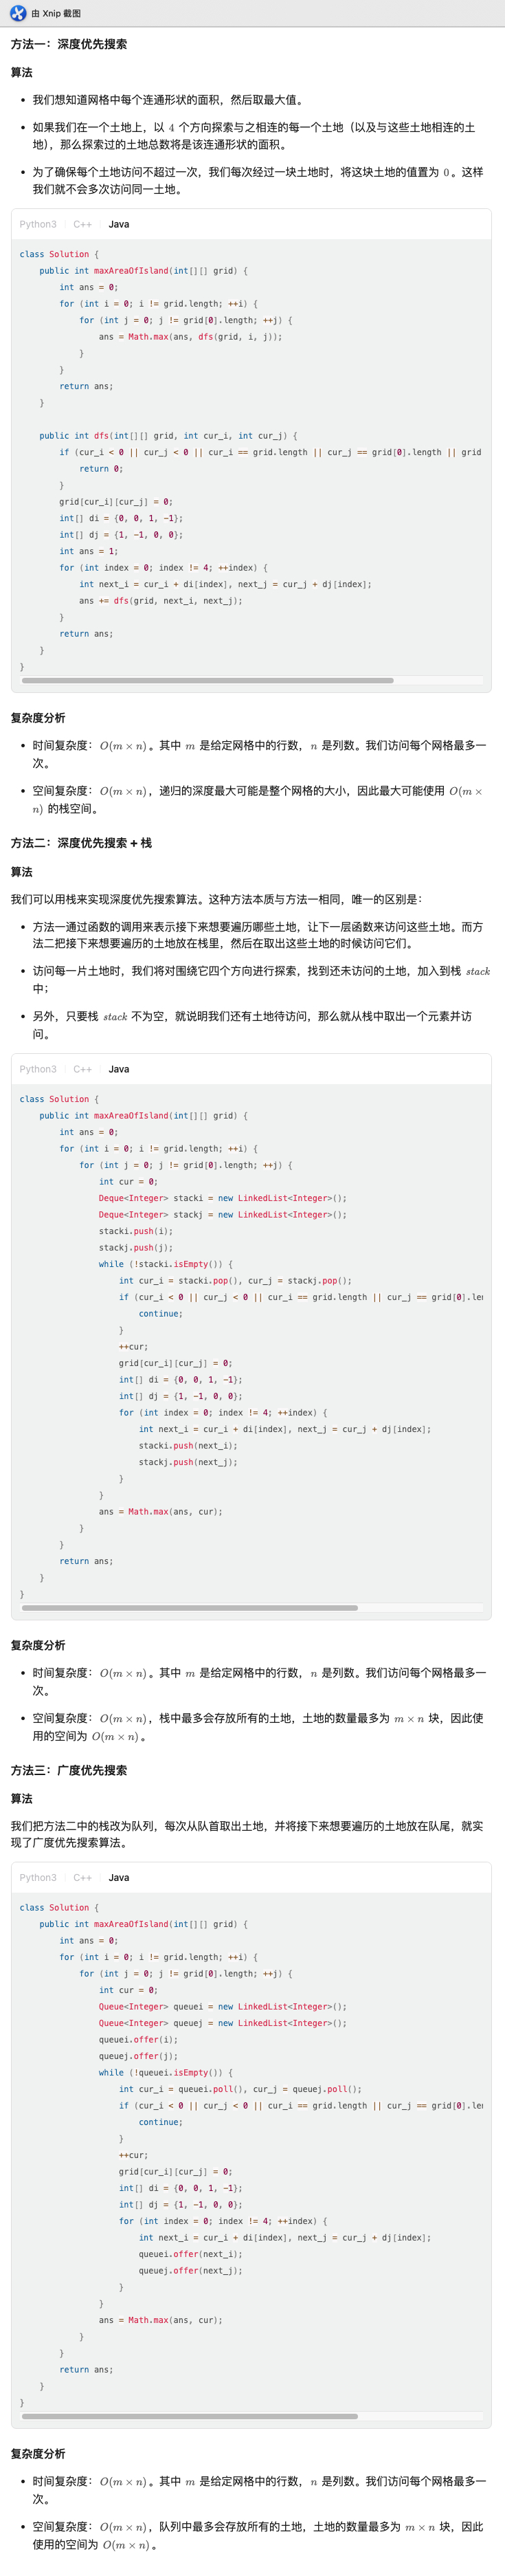 由 Xnip 截图
方法一：深度优先搜索
算法
• 我们想知道网格中每个连通形状的面积，然后取最大值。
• 如果我们在一个土地上，以 4 个方向探索与之相连的每一个土地（以及与这些土地相连的土
地），那么探索过的土地总数将是该连通形状的面积。
• 为了确保每个土地访问不超过一次，我们每次经过一块土地时，将这块土地的值置为 0。这样
我们就不会多次访问同一土地。
Python3 C++ Java
class Solution {
    public int maxAreaOfIsland(int[][] grid) {
        int ans = 0;
        for (int i = 0; i != grid.length; ++i) {
            for (int j = 0; j != grid[0].length; ++j) {
                ans = Math.max(ans, dfs(grid, i, j));
            }
        }
        return ans;
    }

    public int dfs(int[][] grid, int cur_i, int cur_j) {
        if (cur_i < 0 || cur_j < 0 || cur_i == grid.length || cur_j == grid[0].length || grid
            return 0;
        }
        grid[cur_i][cur_j] = 0;
        int[] di = {0, 0, 1, -1};
        int[] dj = {1, -1, 0, 0};
        int ans = 1;
        for (int index = 0; index != 4; ++index) {
            int next_i = cur_i + di[index], next_j = cur_j + dj[index];
            ans += dfs(grid, next_i, next_j);
        }
        return ans;
    }
}
复杂度分析
• 时间复杂度：O(m × n)。其中 m 是给定网格中的行数，n 是列数。我们访问每个网格最多一
次。
• 空间复杂度：O(m × n)，递归的深度最大可能是整个网格的大小，因此最大可能使用 O(m ×
n) 的栈空间。
方法二：深度优先搜索 + 栈
算法
我们可以用栈来实现深度优先搜索算法。这种方法本质与方法一相同，唯一的区别是：
• 方法一通过函数的调用来表示接下来想要遍历哪些土地，让下一层函数来访问这些土地。而方
法二把接下来想要遍历的土地放在栈里，然后在取出这些土地的时候访问它们。
• 访问每一片土地时，我们将对围绕它四个方向进行探索，找到还未访问的土地，加入到栈 stack
中；
• 另外，只要栈 stack 不为空，就说明我们还有土地待访问，那么就从栈中取出一个元素并访
问。
Python3 C++ Java
class Solution {
    public int maxAreaOfIsland(int[][] grid) {
        int ans = 0;
        for (int i = 0; i != grid.length; ++i) {
            for (int j = 0; j != grid[0].length; ++j) {
                int cur = 0;
                Deque<Integer> stacki = new LinkedList<Integer>();
                Deque<Integer> stackj = new LinkedList<Integer>();
                stacki.push(i);
                stackj.push(j);
                while (!stacki.isEmpty()) {
                    int cur_i = stacki.pop(), cur_j = stackj.pop();
                    if (cur_i < 0 || cur_j < 0 || cur_i == grid.length || cur_j == grid[0].len
                        continue;
                    }
                    ++cur;
                    grid[cur_i][cur_j] = 0;
                    int[] di = {0, 0, 1, -1};
                    int[] dj = {1, -1, 0, 0};
                    for (int index = 0; index != 4; ++index) {
                        int next_i = cur_i + di[index], next_j = cur_j + dj[index];
                        stacki.push(next_i);
                        stackj.push(next_j);
                    }
                }
                ans = Math.max(ans, cur);
            }
        }
        return ans;
    }
}
复杂度分析
• 时间复杂度：O(m × n)。其中 m 是给定网格中的行数，n 是列数。我们访问每个网格最多一
次。
• 空间复杂度：O(m × n)，栈中最多会存放所有的土地，土地的数量最多为 m × n 块，因此使
用的空间为 O(m × n)。
方法三：广度优先搜索
算法
我们把方法二中的栈改为队列，每次从队首取出土地，并将接下来想要遍历的土地放在队尾，就实
现了广度优先搜索算法。
Python3 C++ Java
class Solution {
    public int maxAreaOfIsland(int[][] grid) {
        int ans = 0;
        for (int i = 0; i != grid.length; ++i) {
            for (int j = 0; j != grid[0].length; ++j) {
                int cur = 0;
                Queue<Integer> queuei = new LinkedList<Integer>();
                Queue<Integer> queuej = new LinkedList<Integer>();
                queuei.offer(i);
                queuej.offer(j);
                while (!queuei.isEmpty()) {
                    int cur_i = queuei.poll(), cur_j = queuej.poll();
                    if (cur_i < 0 || cur_j < 0 || cur_i == grid.length || cur_j == grid[0].len
                        continue;
                    }
                    ++cur;
                    grid[cur_i][cur_j] = 0;
                    int[] di = {0, 0, 1, -1};
                    int[] dj = {1, -1, 0, 0};
                    for (int index = 0; index != 4; ++index) {
                        int next_i = cur_i + di[index], next_j = cur_j + dj[index];
                        queuei.offer(next_i);
                        queuej.offer(next_j);
                    }
                }
                ans = Math.max(ans, cur);
            }
        }
        return ans;
    }
}
复杂度分析
• 时间复杂度：O(m × n)。其中 m 是给定网格中的行数，n 是列数。我们访问每个网格最多一
次。
• 空间复杂度：O(m × n)，队列中最多会存放所有的土地，土地的数量最多为 m × n 块，因此
使用的空间为 O(m × n)。